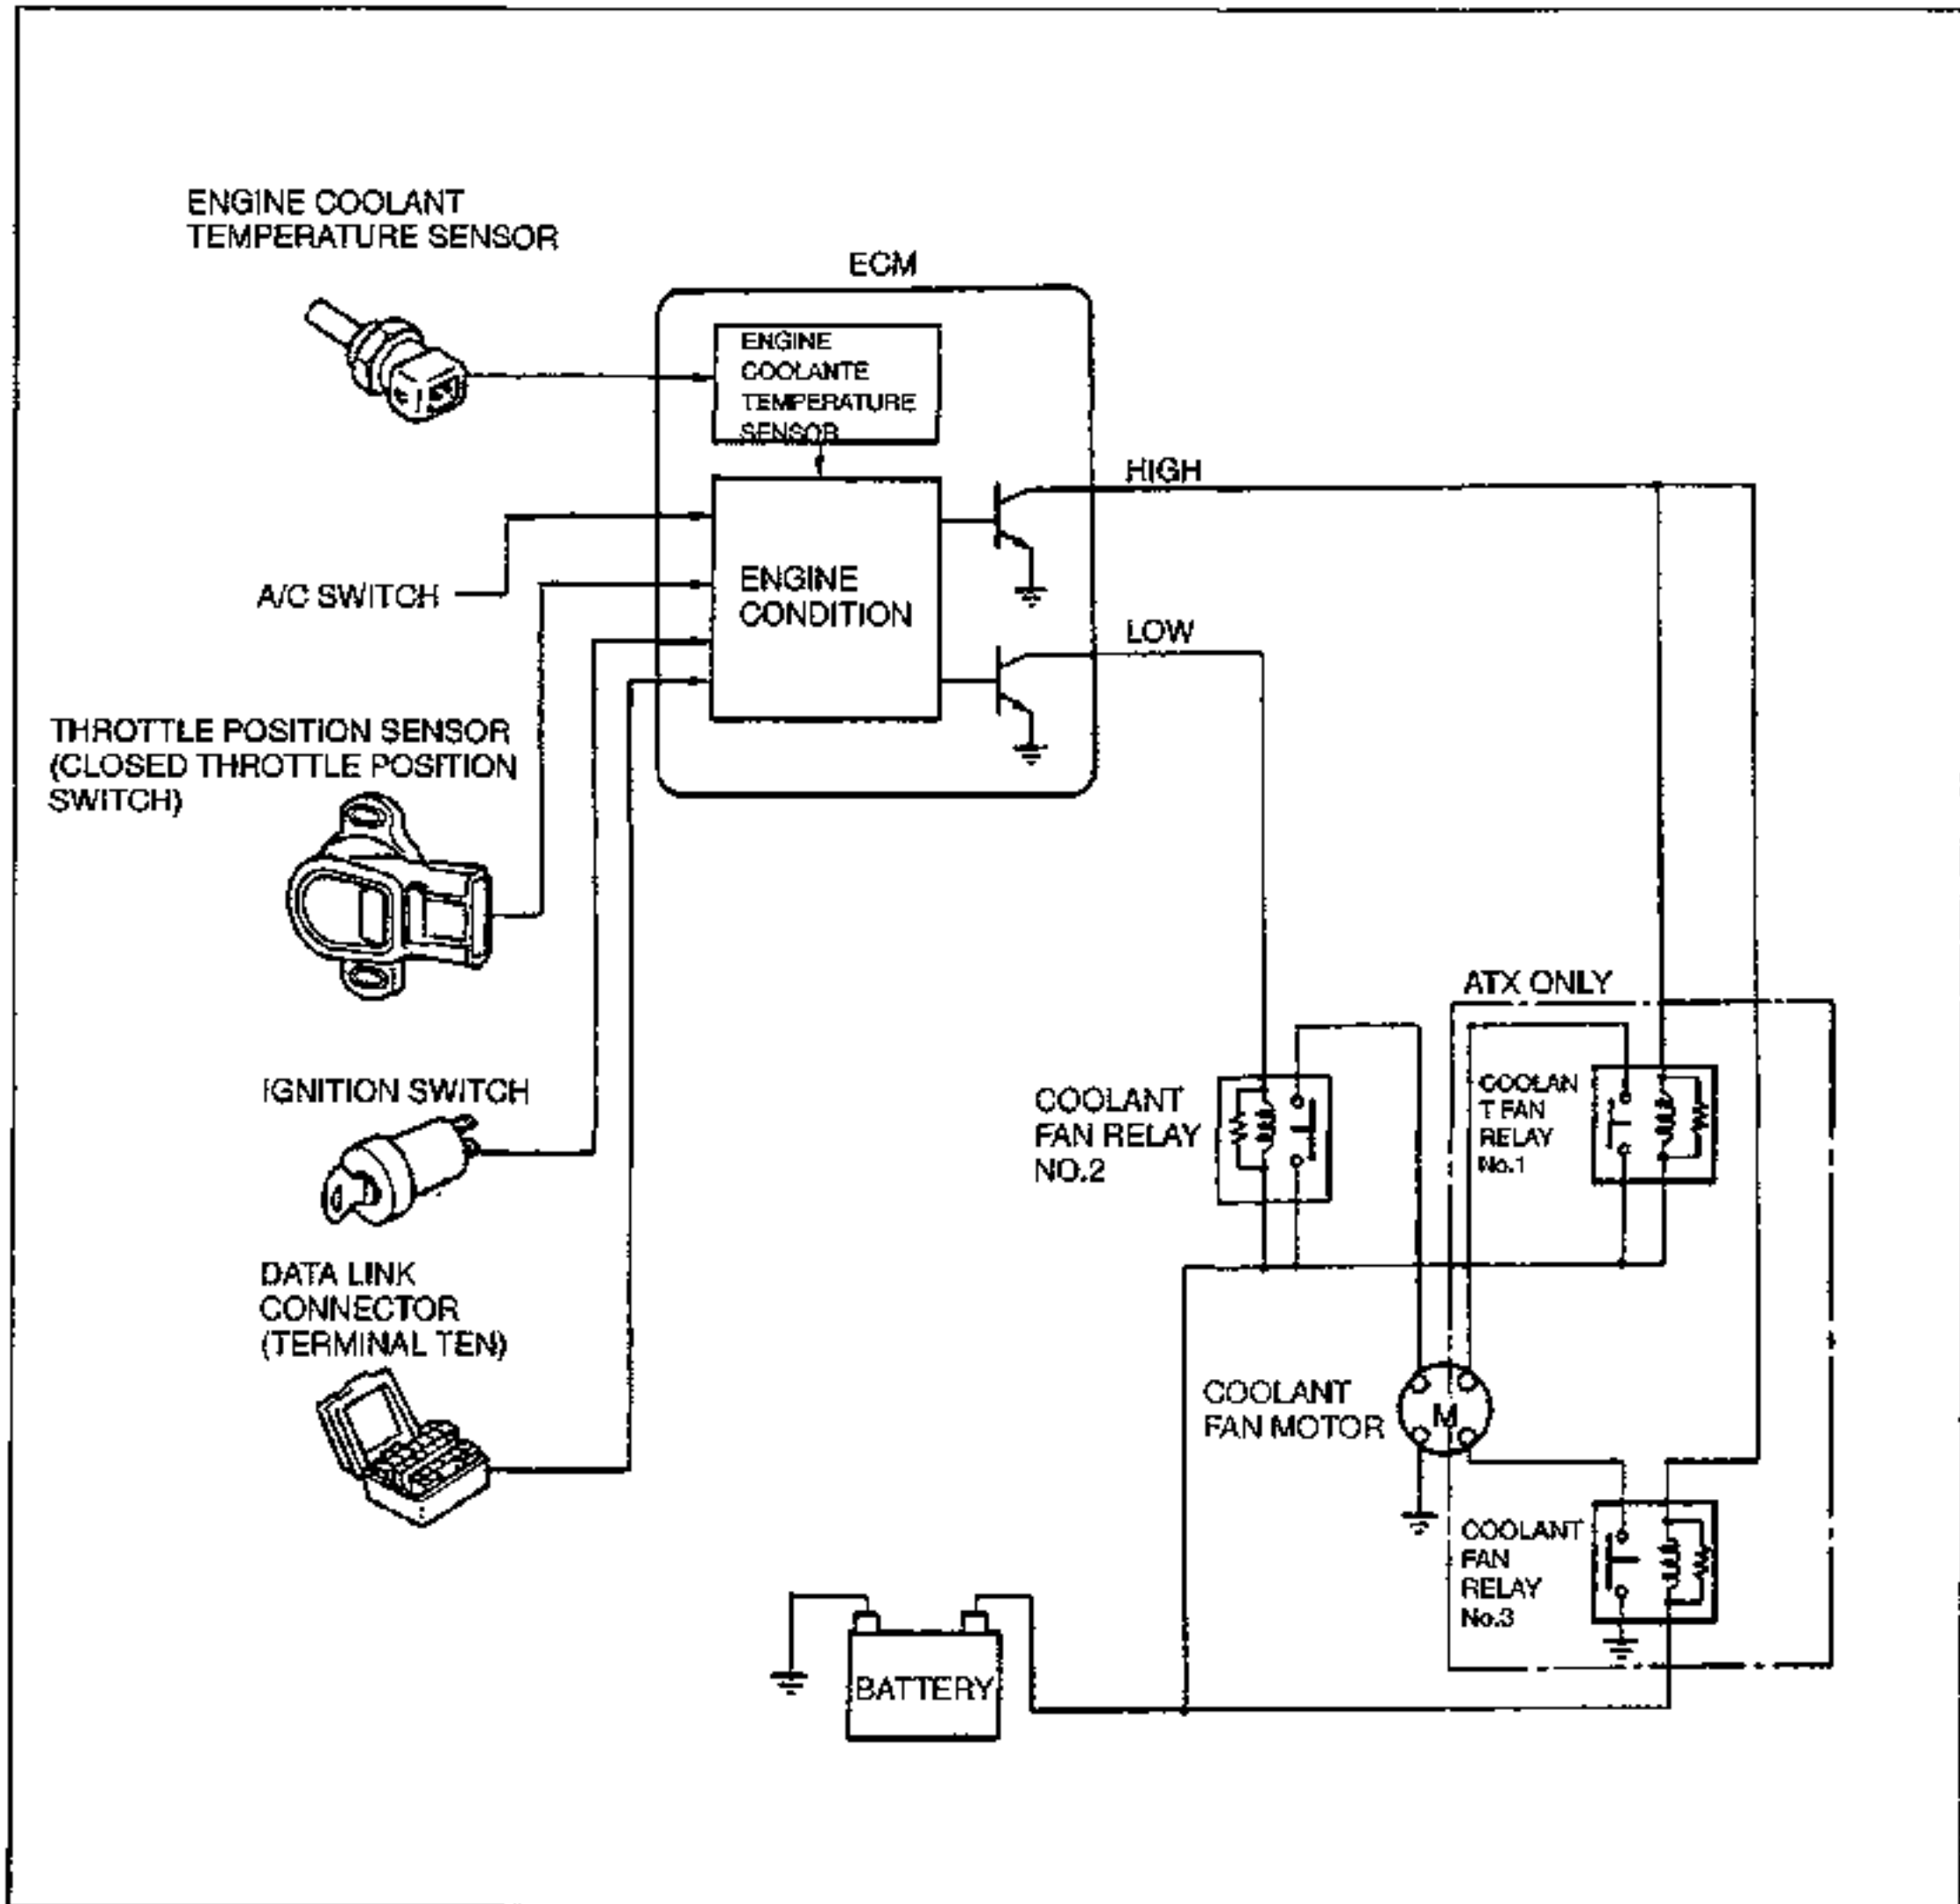 ENGINE COOLANT
TEMPERATURE SENSOR
ECM
ENGINE
COOLANTE
TEMPERATURE
SENSOR
HIGH
A/C SWITCH
ENGINE
CONDITION
LOW
THROTTLE POSITION SENSOR
(CLOSED THROTTLE POSITION
SWITCH)
ATX ONLY
IGNITION SWITCH
COOLANT
FAN RELAY
NO.2
COOLAN
T FAN
RELAY
No.1
DATA LINK
CONNECTOR
(TERMINAL TEN)
COOLANT
FAN MOTOR
M
COOLANT
FAN
RELAY
No.3
BATTERY